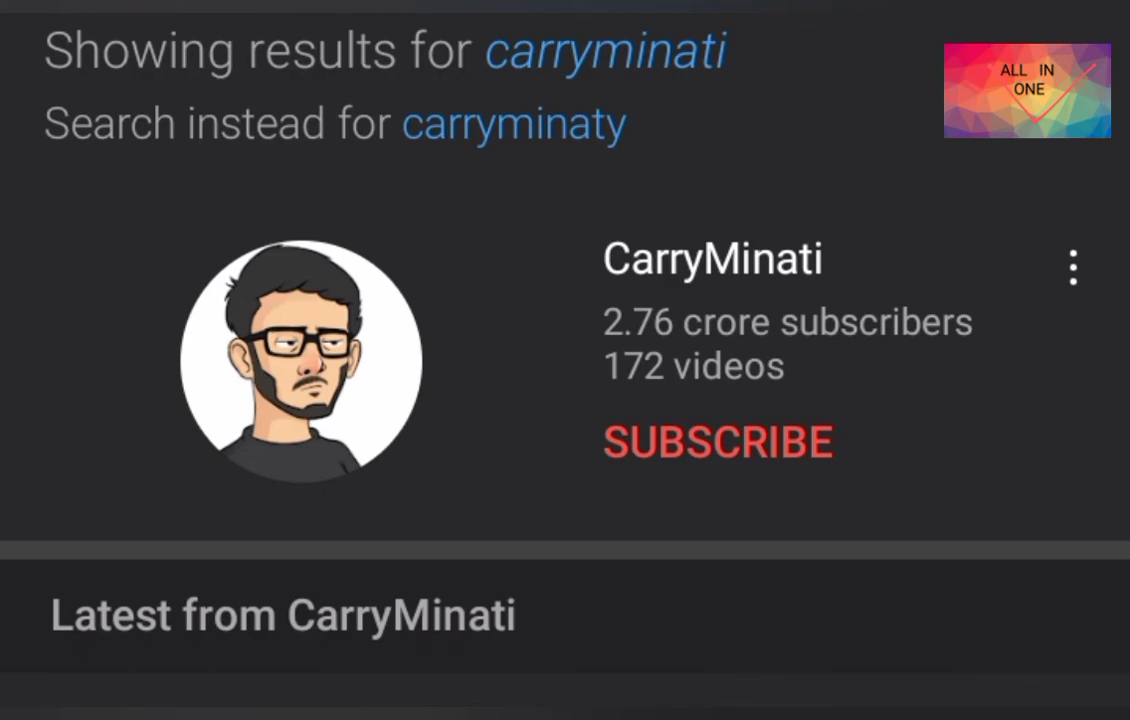 Showing results for carryminati
Search instead for carryminaty
ALL IN
ONE
CarryMinati
2.76 crore subscribers
172 videos
SUBSCRIBE
Latest from CarryMinati